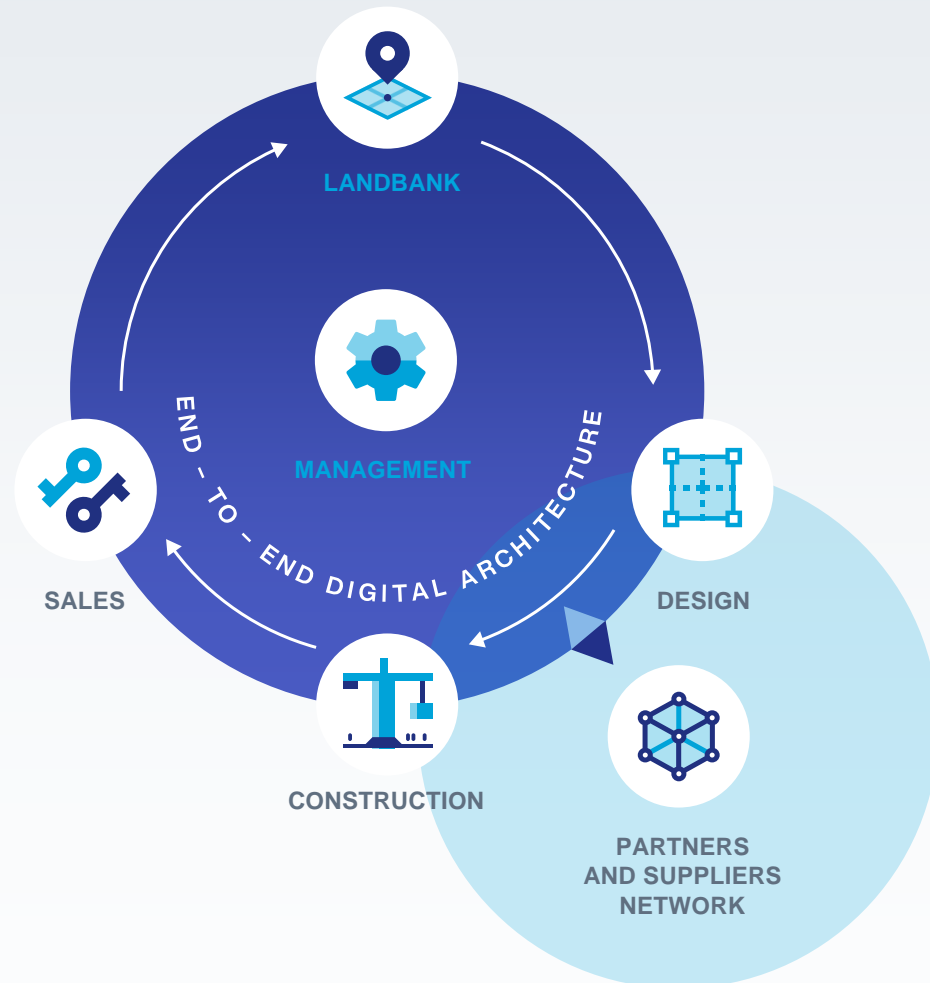 LANDBANK
MANAGEMENT
END – TO – END DIGITAL ARCHITECTURE
SALES
DESIGN
CONSTRUCTION
PARTNERS
AND SUPPLIERS
NETWORK